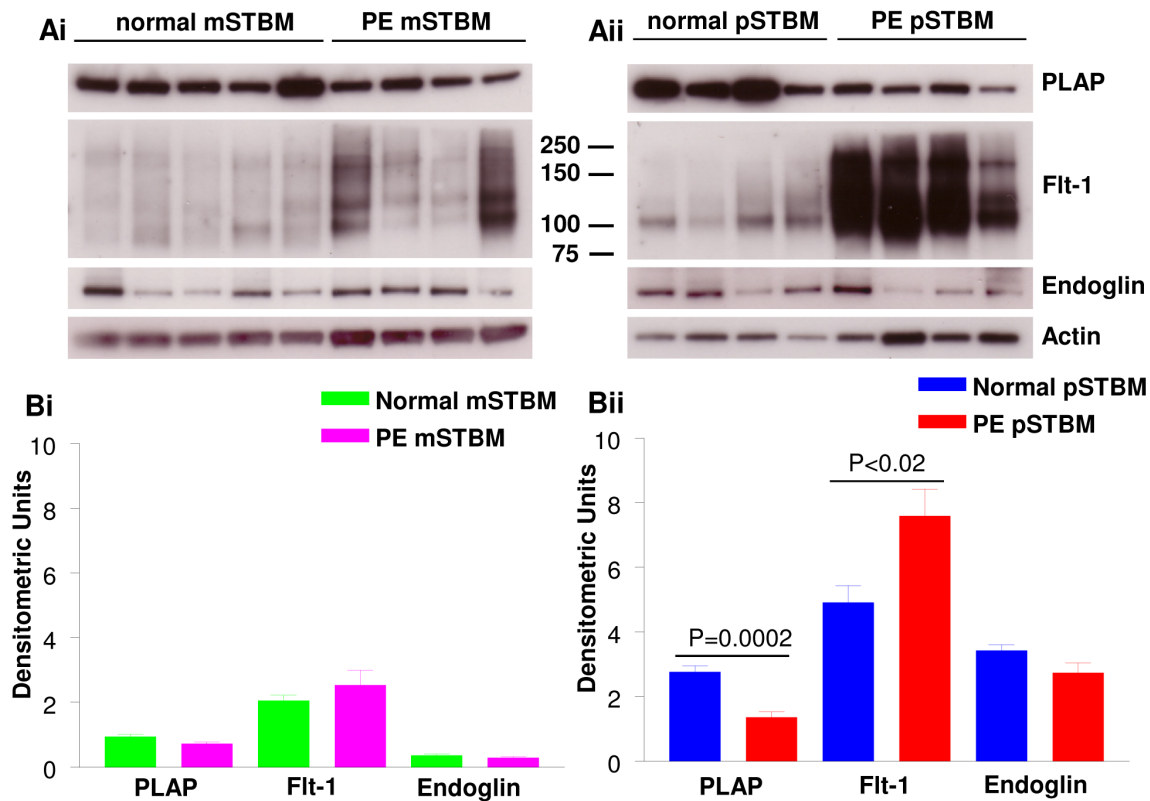 Ai
normal mSTBM
PE mSTBM
Aii
normal pSTBM
PE pSTBM
PLAP
250
150
100
75
Flt-1
Endoglin
Actin
Bi
Normal mSTBM
PE mSTBM
Densitometric Units
10
8
6
4
2
0
PLAP
Flt-1
Endoglin
Bii
Normal pSTBM
PE pSTBM
Densitometric Units
10
8
6
4
2
0
P=0.0002
P<0.02
PLAP
Flt-1
Endoglin